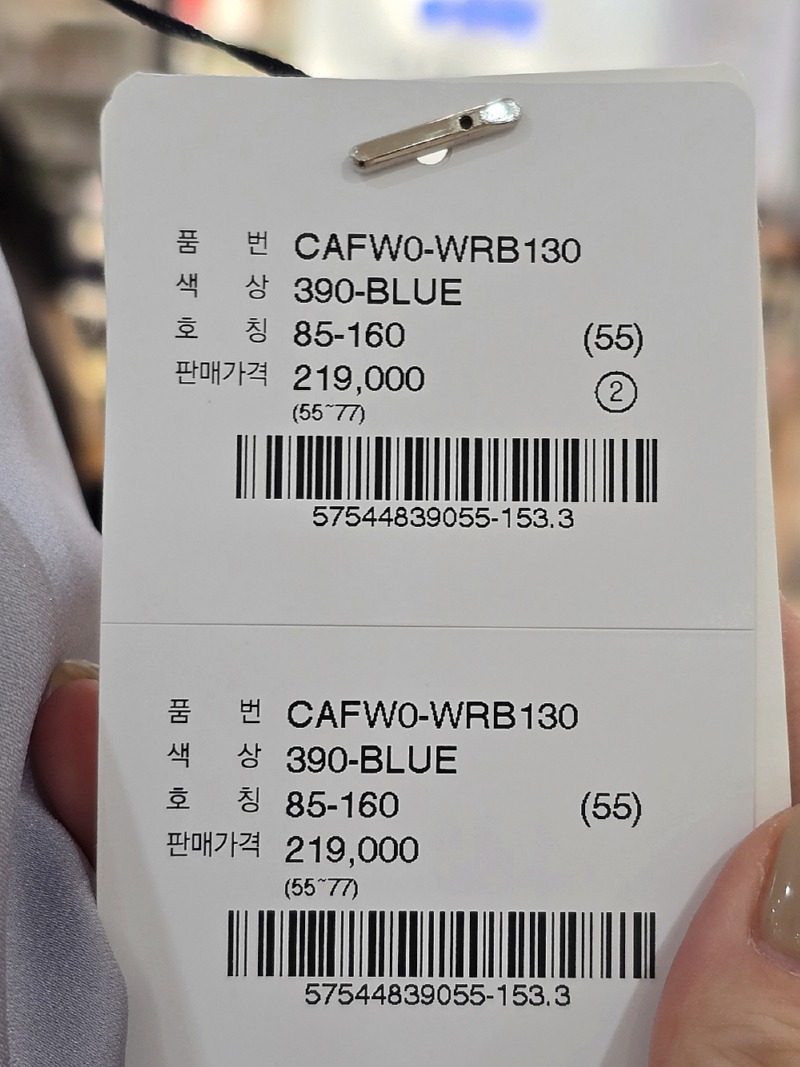 품 번 CAFW0-WRB130
색 상 390-BLUE
호 칭 85-160 (55)
판매가격 219,000 ②
(55~77)
57544839055-153.3
품 번 CAFW0-WRB130
색 상 390-BLUE
호 칭 85-160 (55)
판매가격 219,000
(55~77)
57544839055-153.3